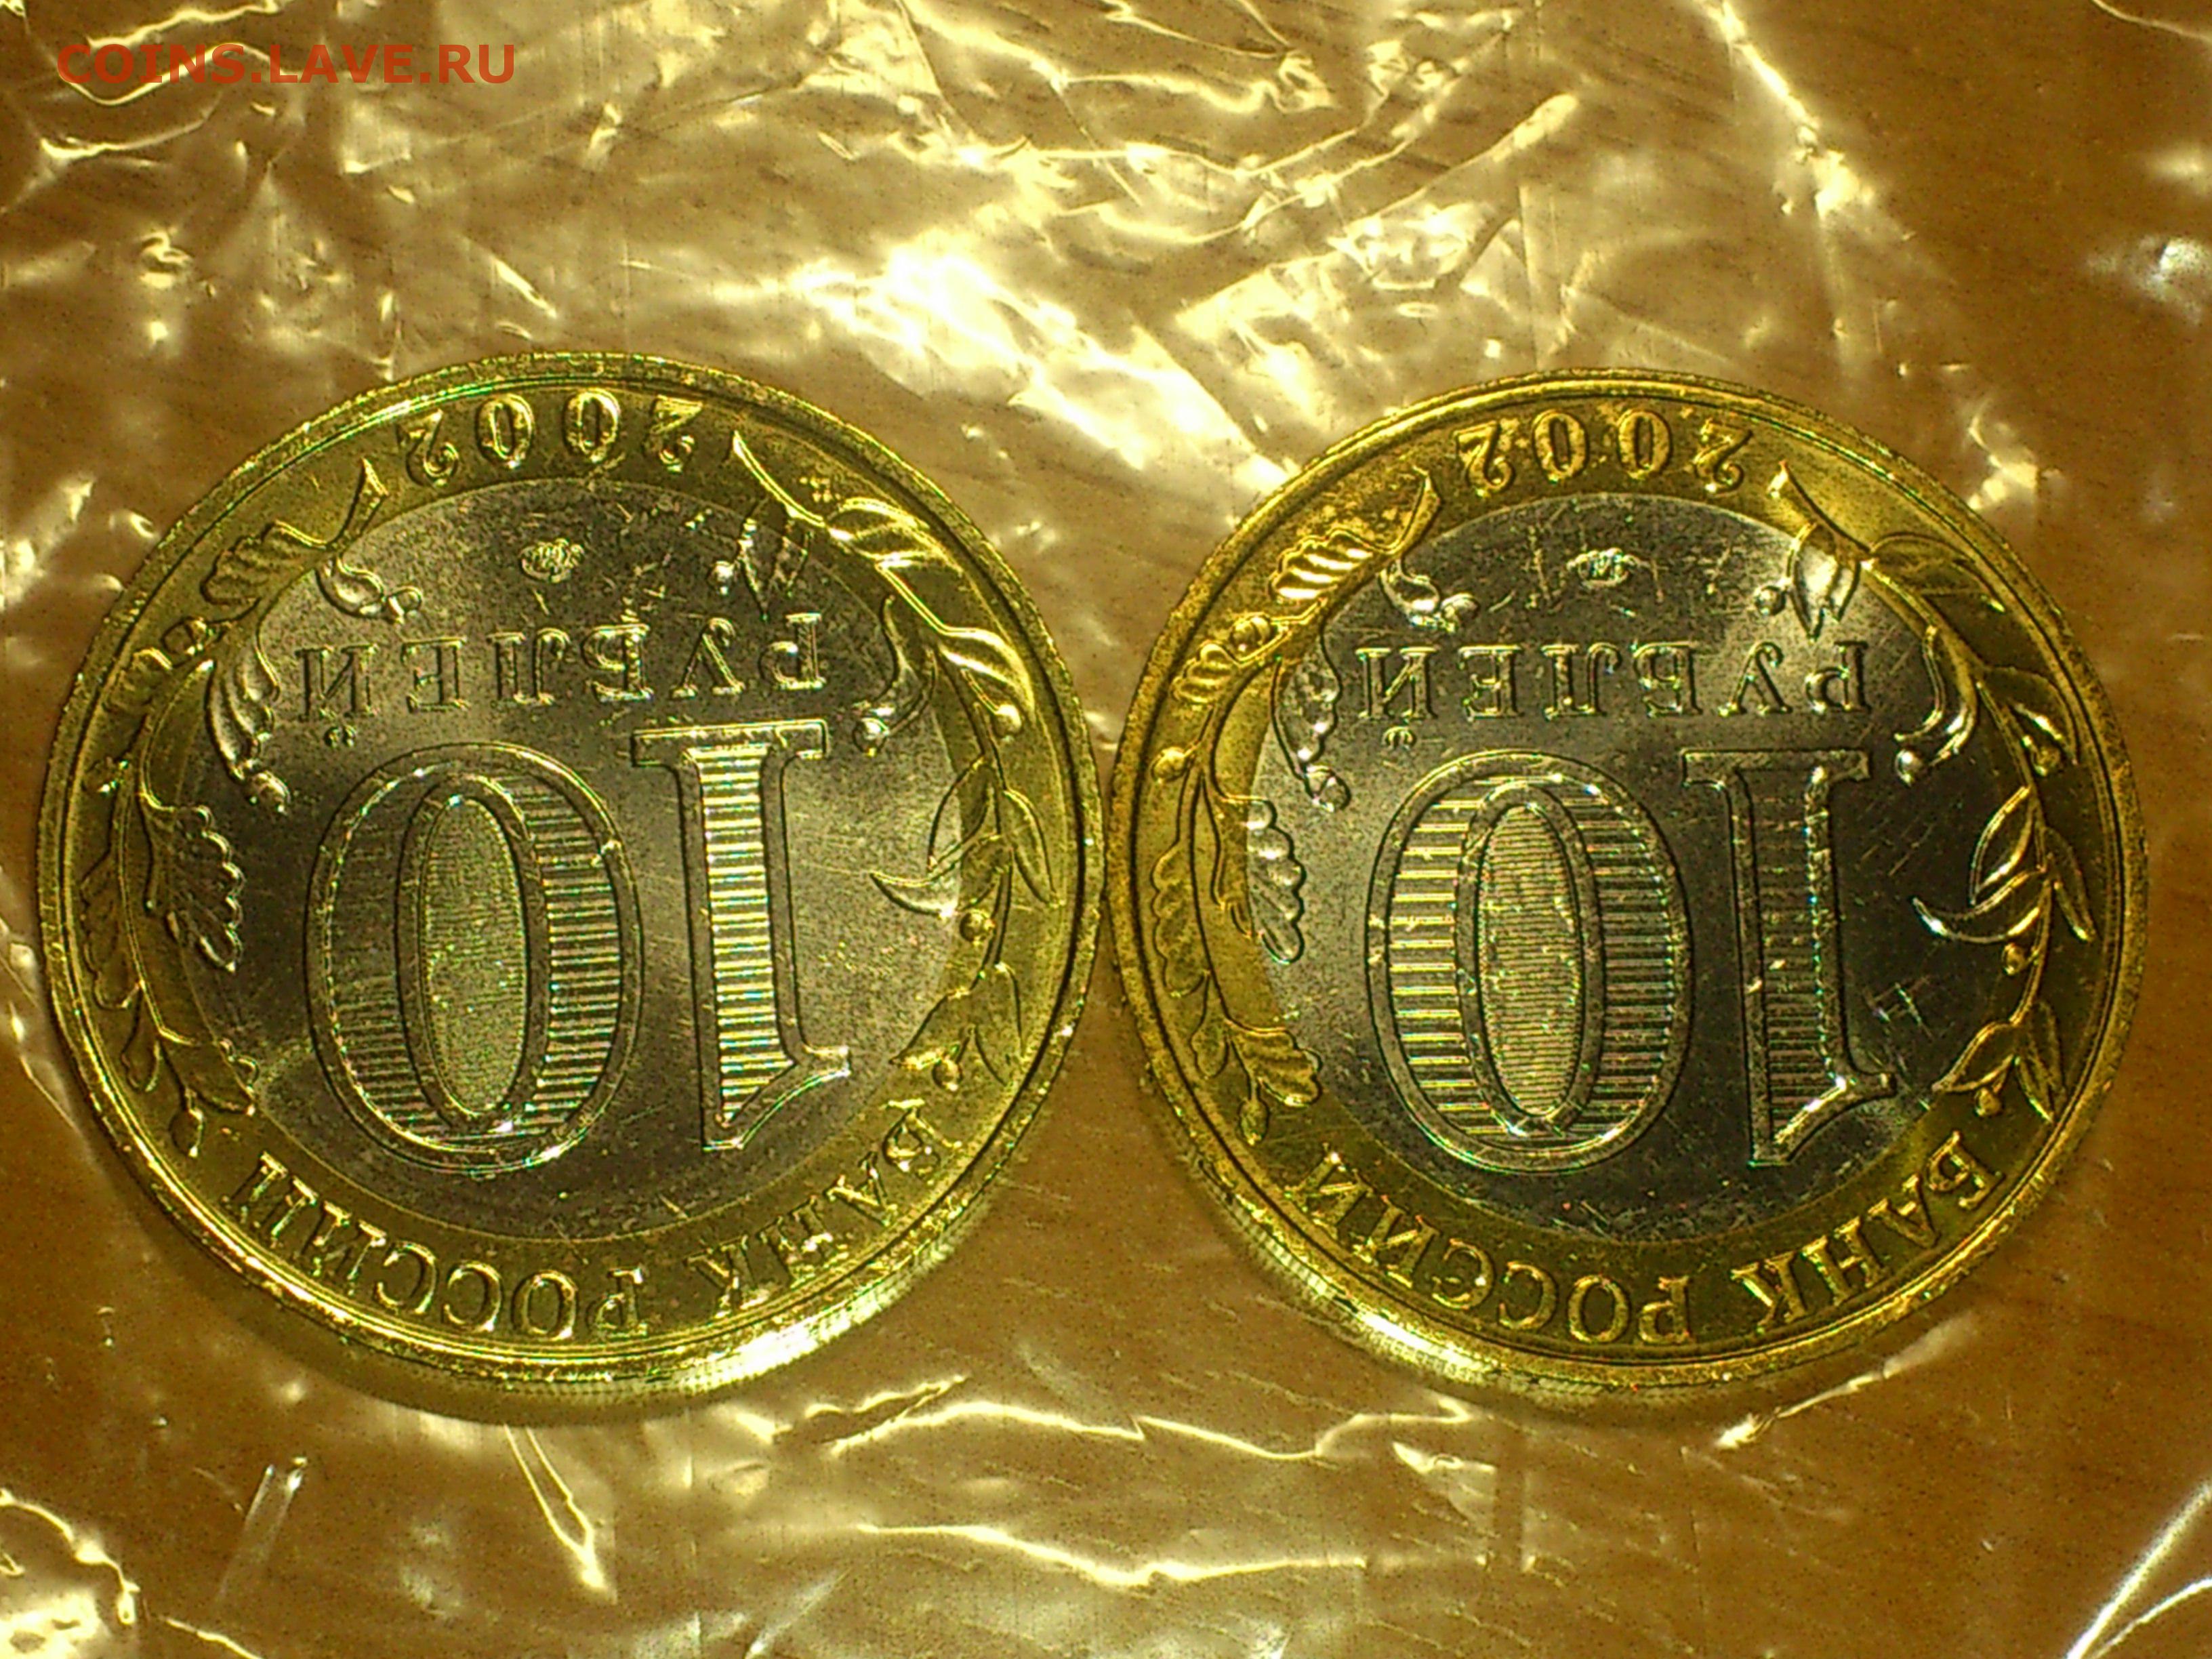 COINS.LAVE.RU
БАНК РОССИИ
10
РУБЛЕЙ
2002
БАНК РОССИИ
10
РУБЛЕЙ
2002